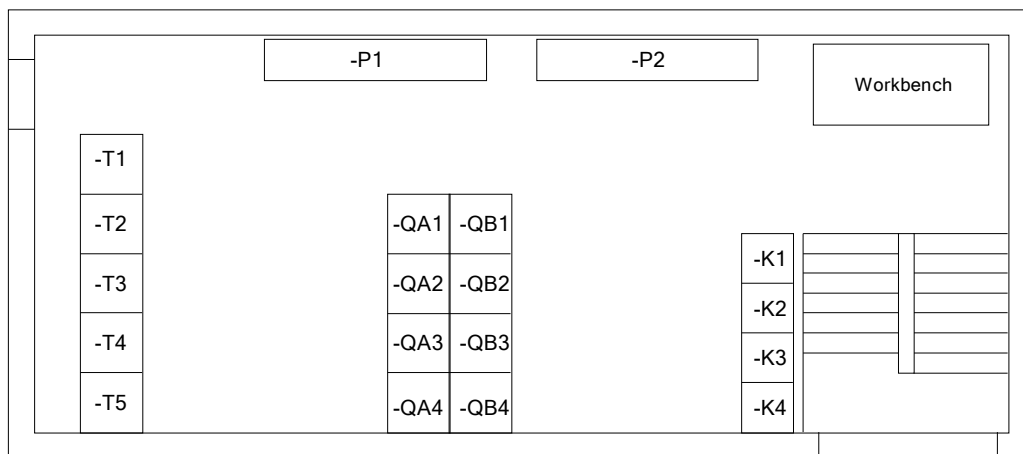 -P1
-P2
Workbench
-T1
-T2
-T3
-T4
-T5
-QA1
-QB1
-QA2
-QB2
-QA3
-QB3
-QA4
-QB4
-K1
-K2
-K3
-K4